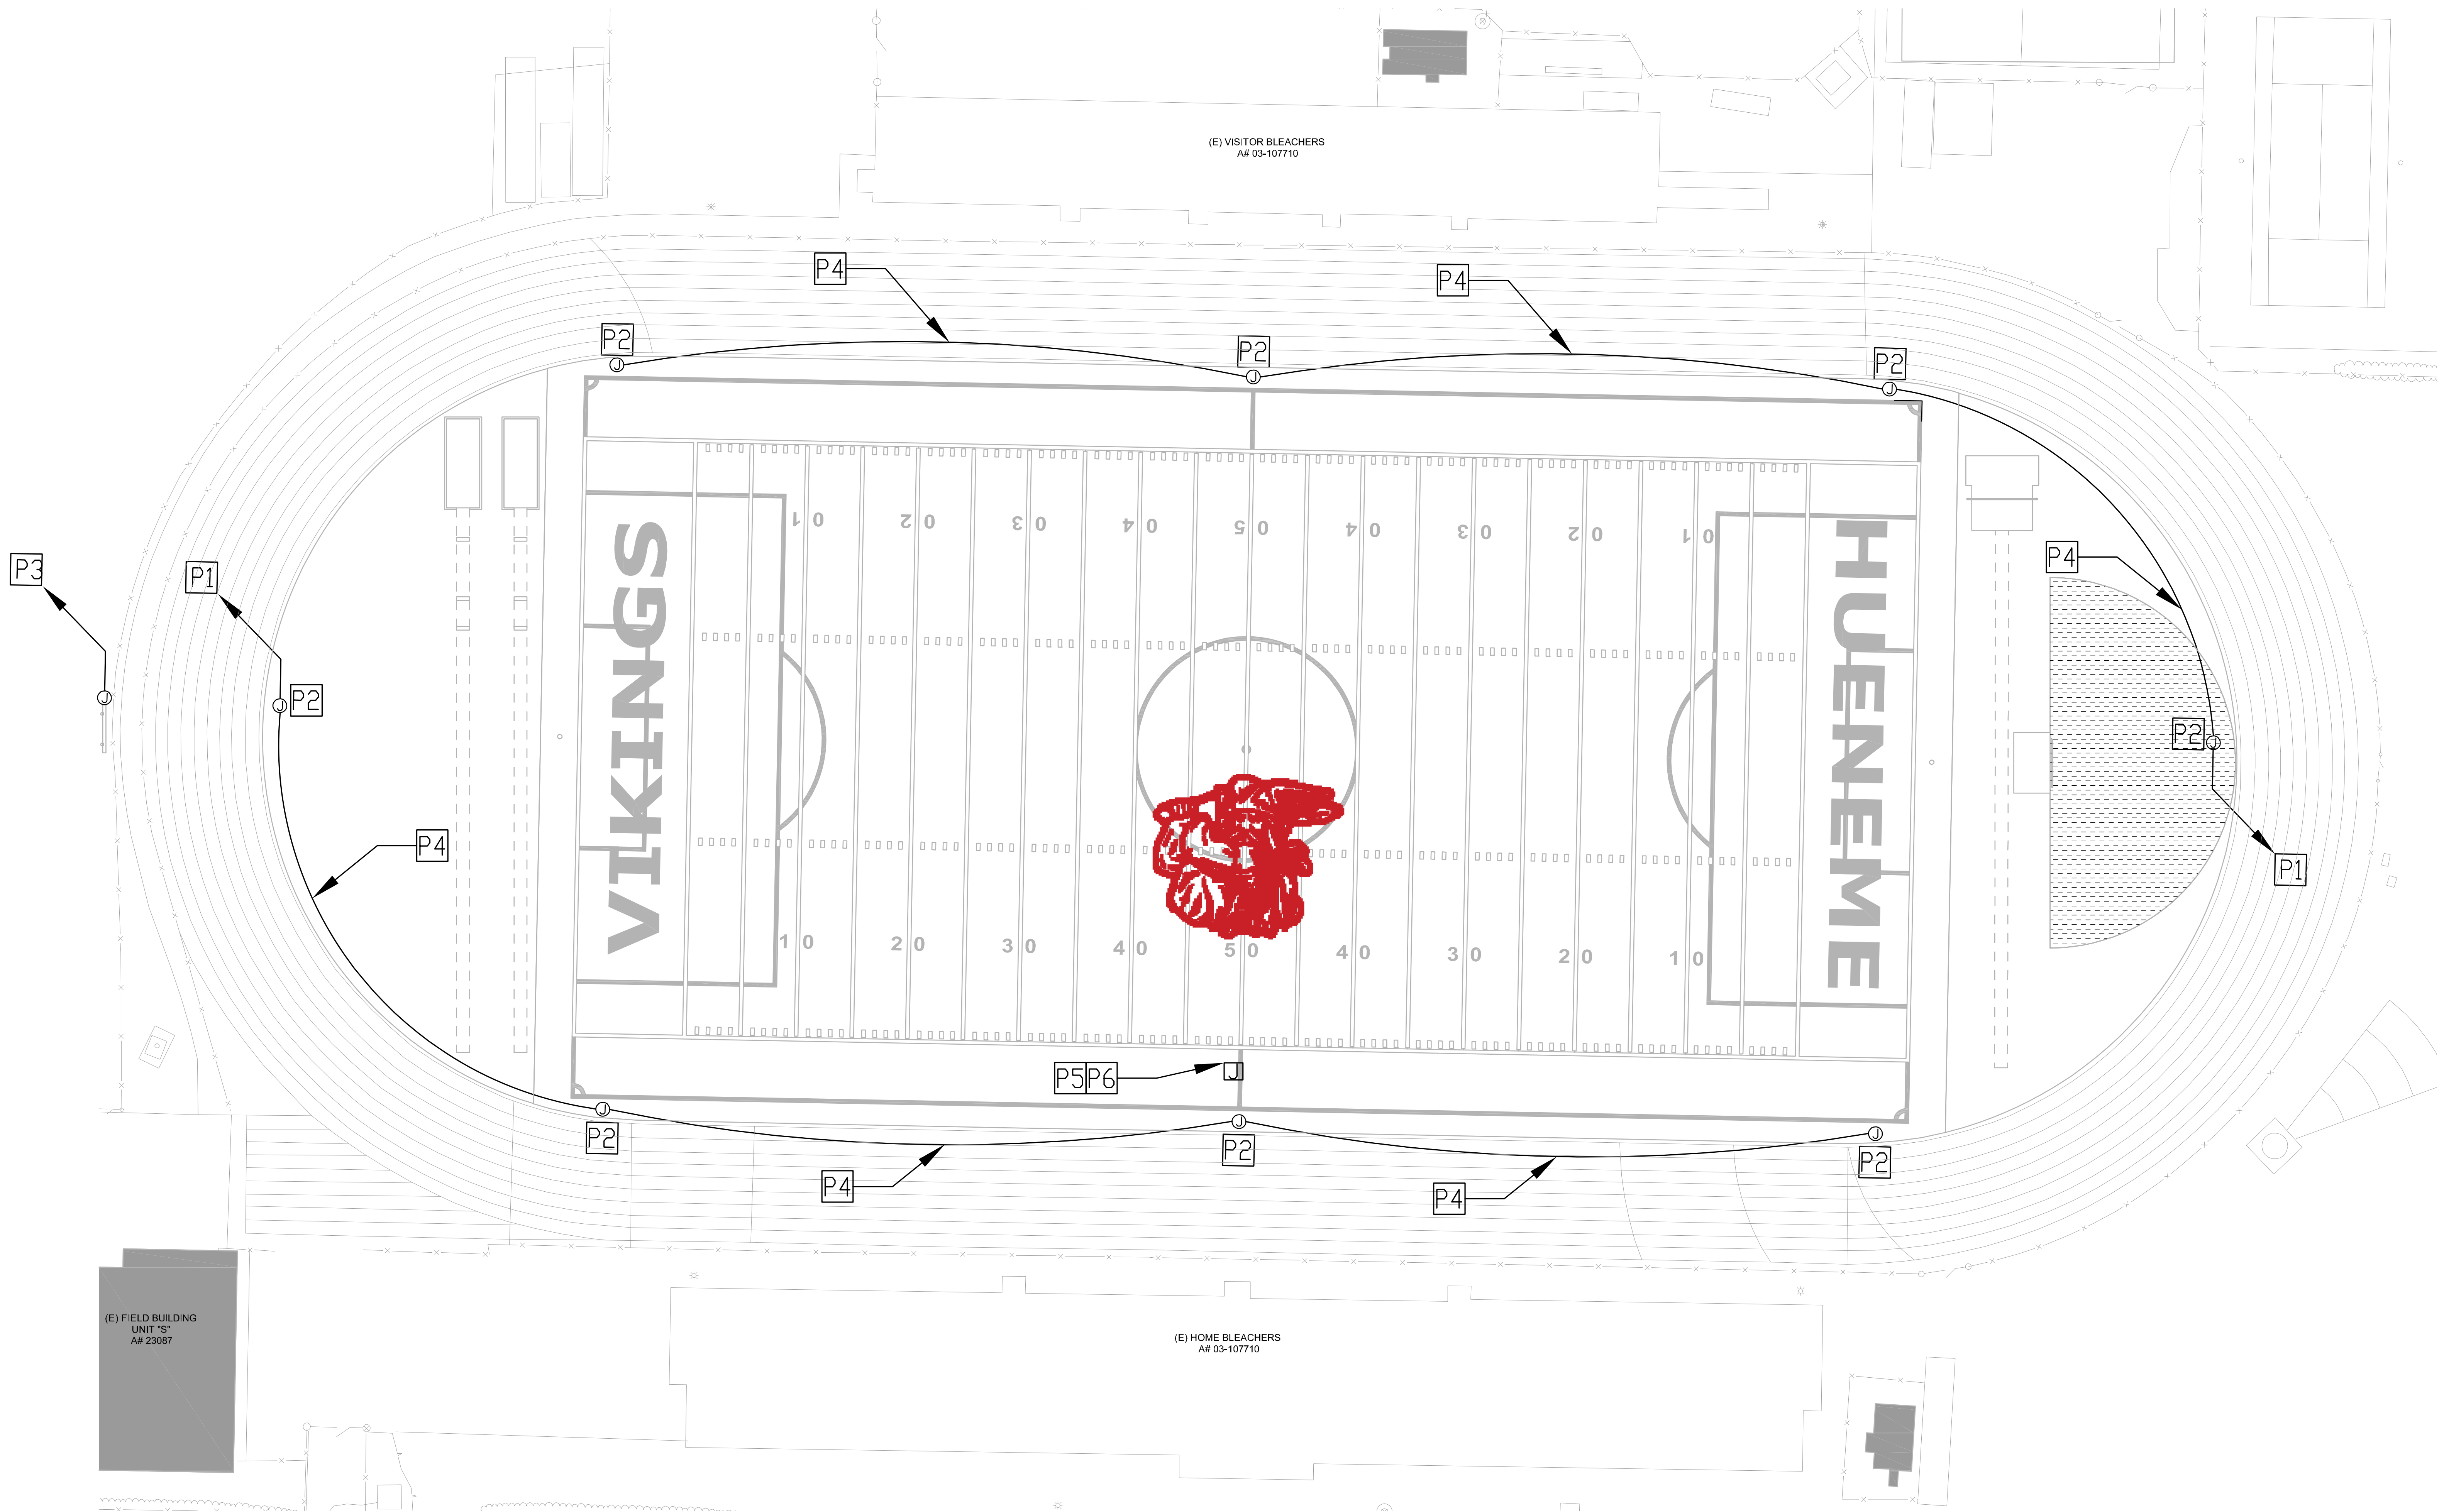 (E) VISITOR BLEACHERS
A# 03-107710
P4
P4
P2
J
P2
J
P2
J
P3
J
P1
P2
J
P4
P4
P2
J
P1
VIKINGS
HUENEME
10 20 30 40 50 40 30 20 10
10 20 30 40 50 40 30 20 10
P5 P6
J
J
P2
J
P2
J
P2
P4
P4
(E) FIELD BUILDING
UNIT "S"
A# 23087
(E) HOME BLEACHERS
A# 03-107710